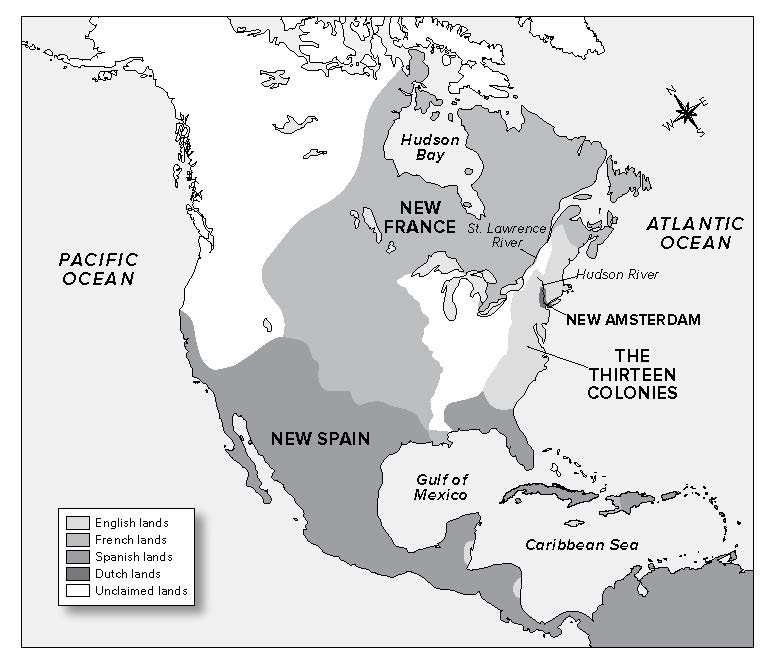 N
E
W
S
Hudson
Bay
NEW
FRANCE
St. Lawrence
River
ATLANTIC
OCEAN
PACIFIC
OCEAN
Hudson River
NEW AMSTERDAM
THE
THIRTEEN
COLONIES
NEW SPAIN
Gulf of
Mexico
Caribbean Sea
English lands
French lands
Spanish lands
Dutch lands
Unclaimed lands